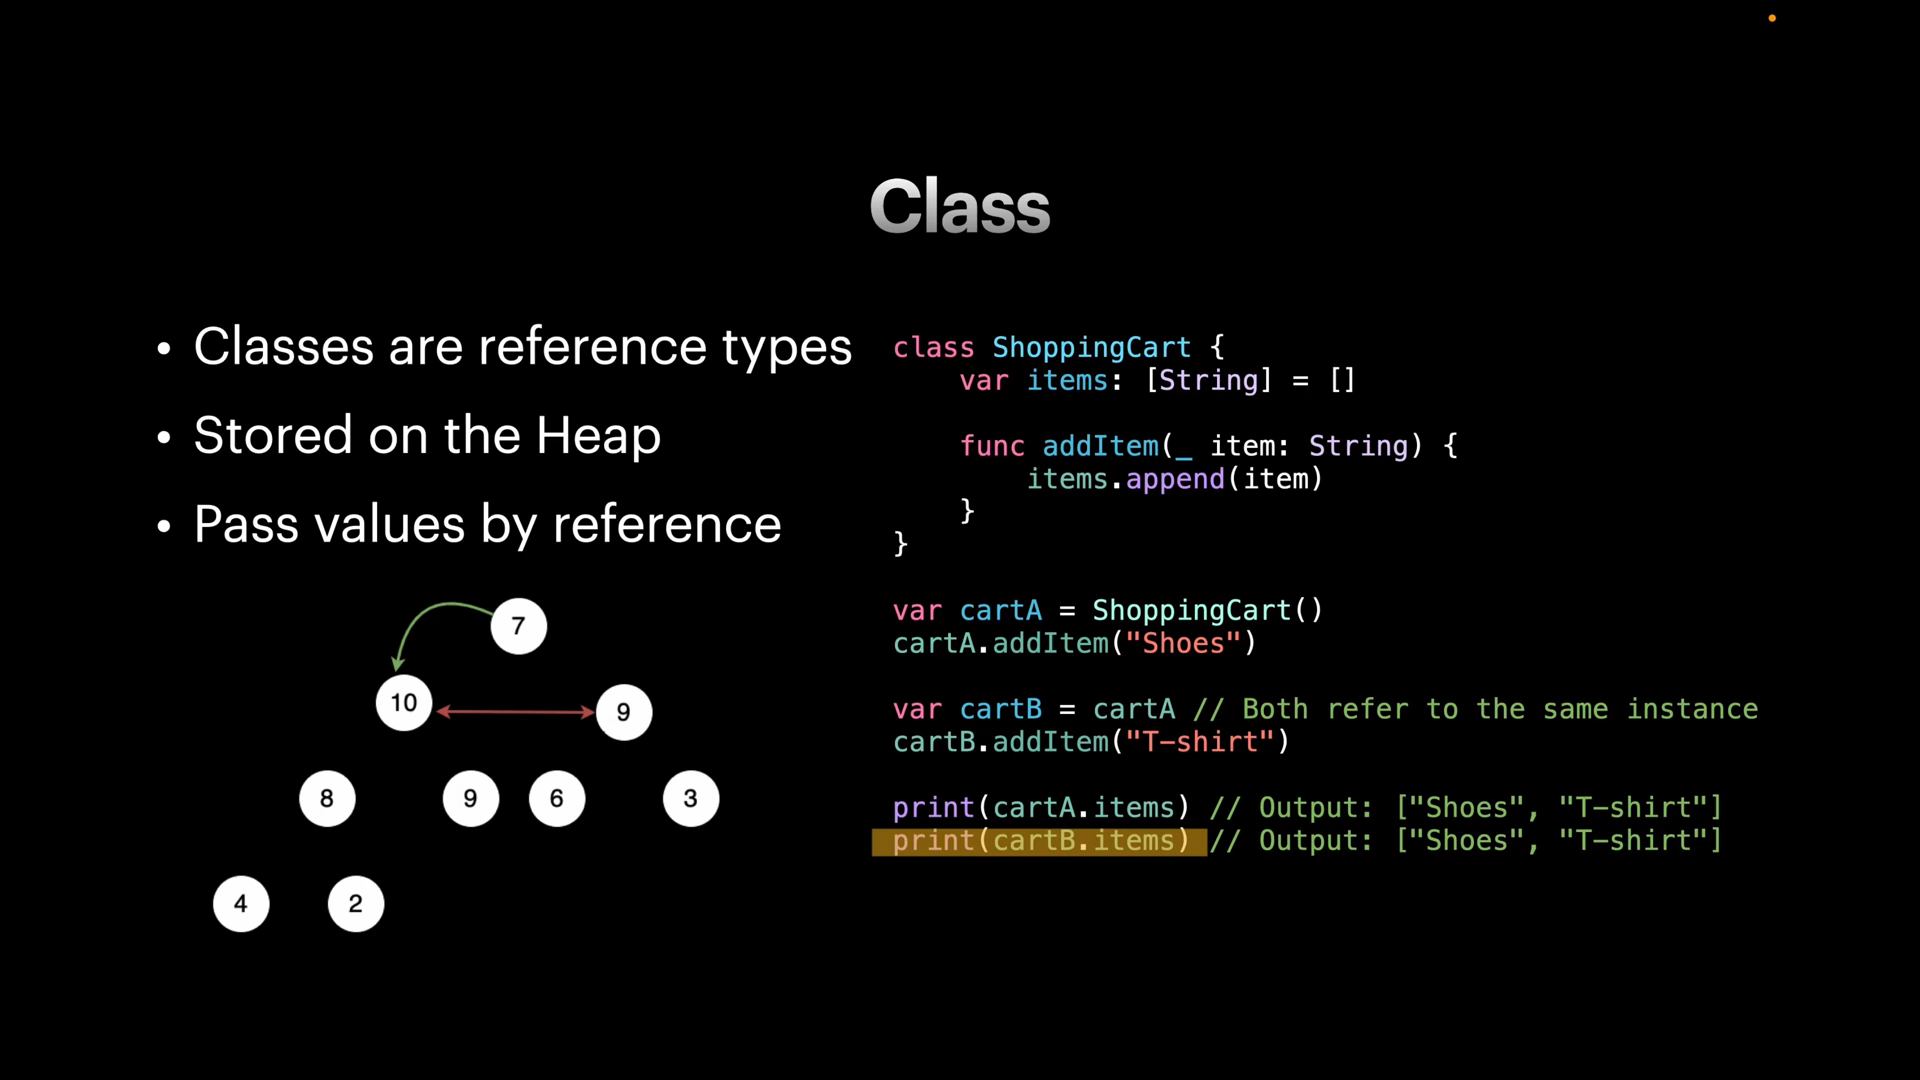 Class
• Classes are reference types
• Stored on the Heap
• Pass values by reference
7
10
9
8
9
6
3
4
2
class ShoppingCart {
    var items: [String] = []
    func addItem(_ item: String) {
        items.append(item)
    }
}
var cartA = ShoppingCart()
cartA.addItem("Shoes")
var cartB = cartA // Both refer to the same instance
cartB.addItem("T-shirt")
print(cartA.items) // Output: ["Shoes", "T-shirt"]
print(cartB.items) // Output: ["Shoes", "T-shirt"]